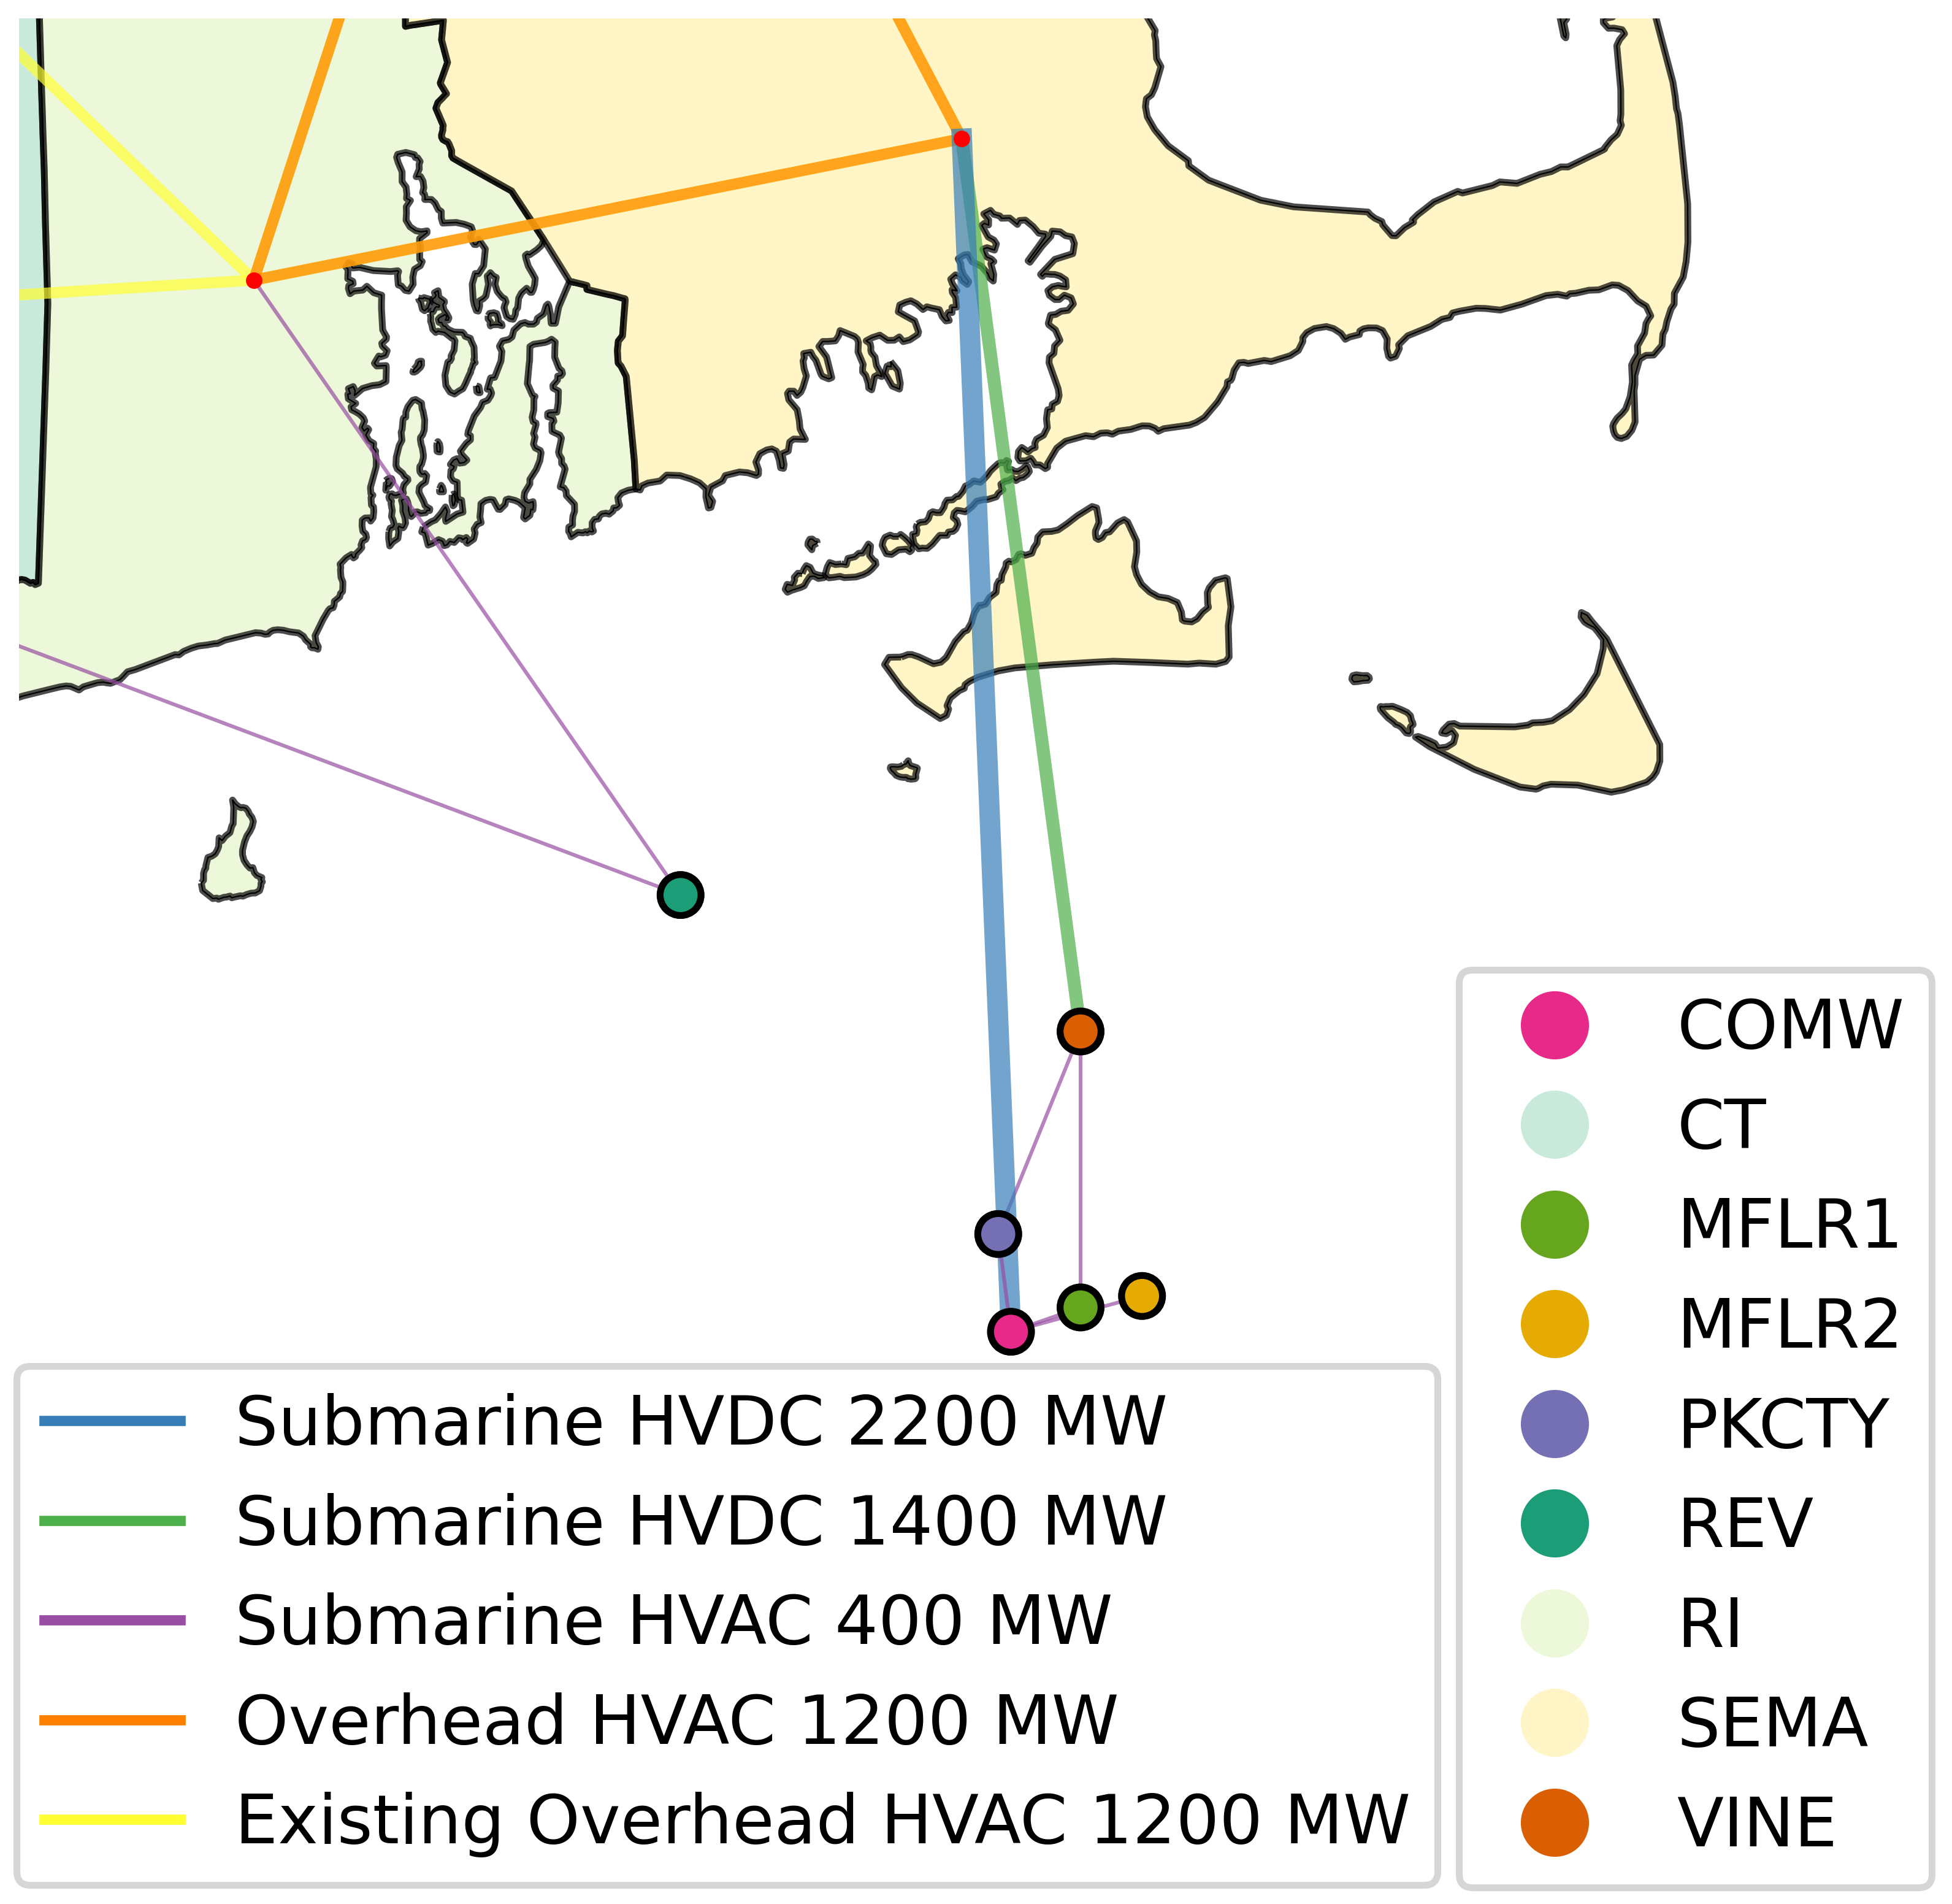 COMW
CT
MFLR1
MFLR2
PKCTY
REV
RI
SEMA
VINE
Submarine HVDC 2200 MW
Submarine HVDC 1400 MW
Submarine HVAC 400 MW
Overhead HVAC 1200 MW
Existing Overhead HVAC 1200 MW